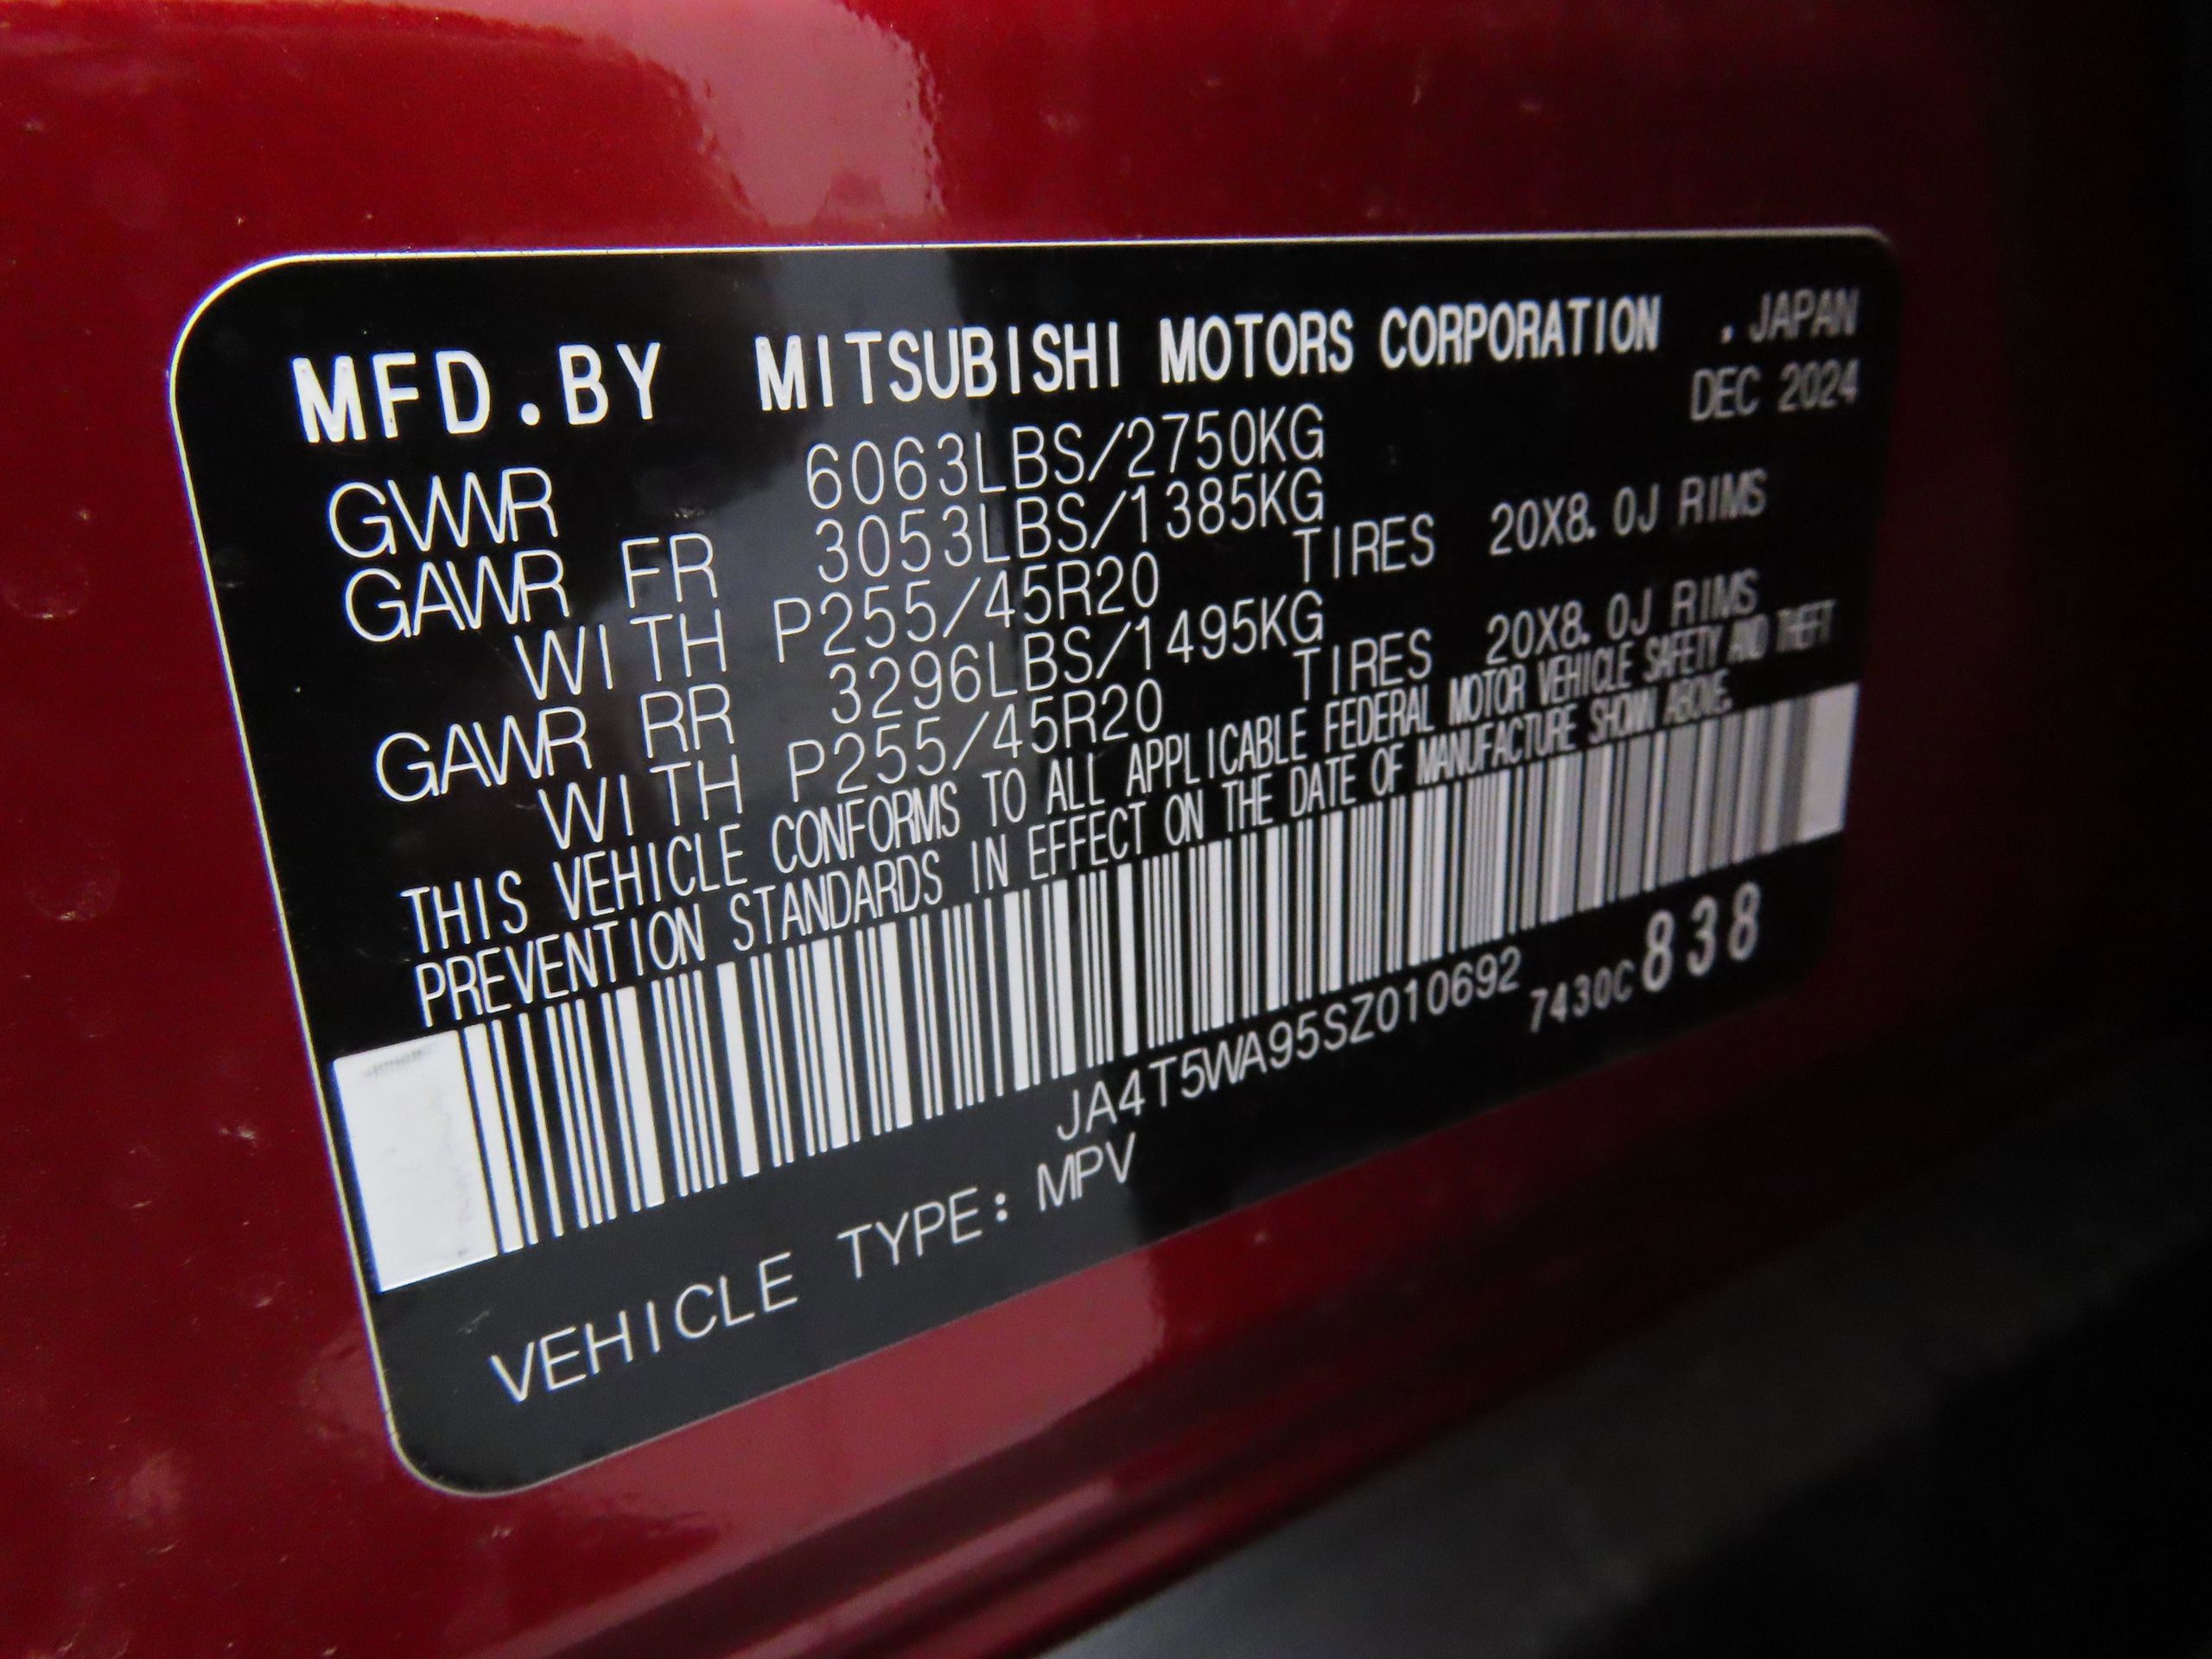 MFD.BY MITSUBISHI MOTORS CORPORATION . JAPAN
DEC 2024
GVWR 6063LBS/2750KG
GAWR FR 3053LBS/1385KG
WITH P255/45R20 TIRES 20X8.0J RIMS
GAWR RR 3296LBS/1495KG
WITH P255/45R20 TIRES 20X8.0J RIMS
THIS VEHICLE CONFORMS TO ALL APPLICABLE FEDERAL MOTOR VEHICLE SAFETY AND THEFT
PREVENTION STANDARDS IN EFFECT ON THE DATE OF MANUFACTURE SHOWN ABOVE.
JA4T5WA95SZ010692 7430C838
VEHICLE TYPE: MPV